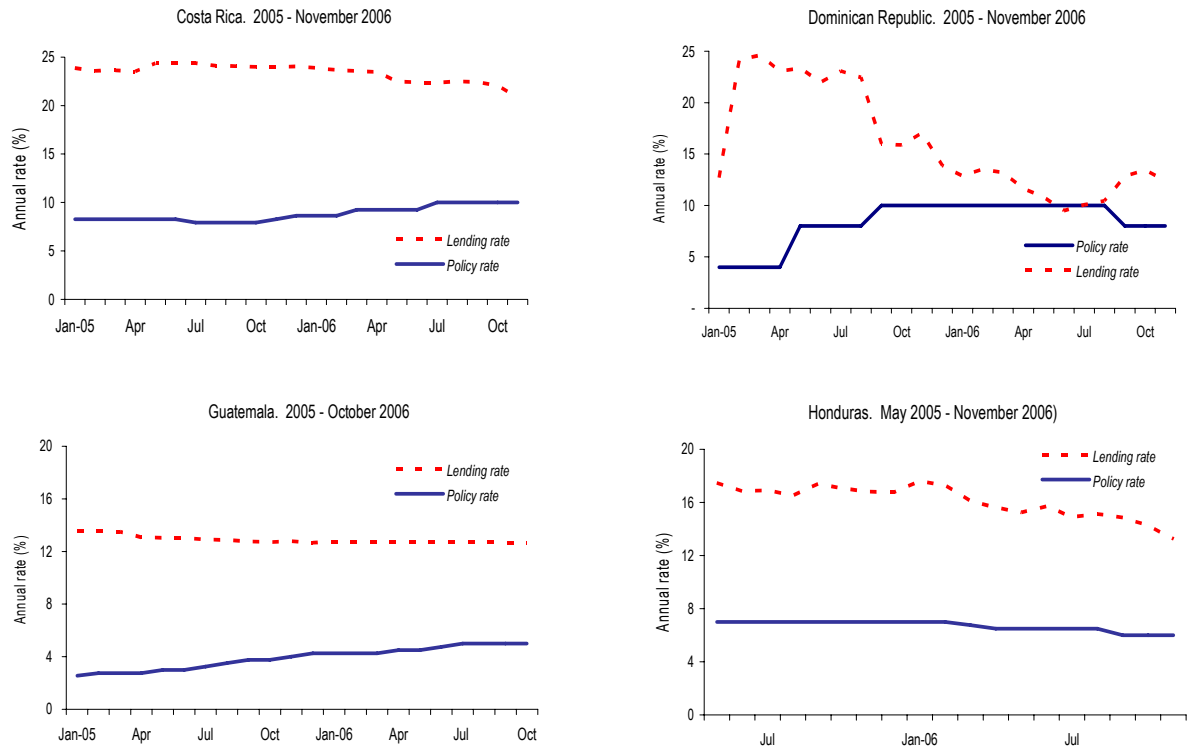 Costa Rica. 2005 - November 2006
Annual rate (%)
25
20
15
10
5
0
Lending rate
Policy rate
Jan-05 Apr Jul Oct Jan-06 Apr Jul Oct
Dominican Republic. 2005 - November 2006
Annual rate (%)
25
20
15
10
5
-
Policy rate
Lending rate
Jan-05 Apr Jul Oct Jan-06 Apr Jul Oct
Guatemala. 2005 - October 2006
Annual rate (%)
20
16
12
8
4
0
Lending rate
Policy rate
Jan-05 Apr Jul Oct Jan-06 Apr Jul Oct
Honduras. May 2005 - November 2006)
Annual rate (%)
20
16
12
8
4
0
Lending rate
Policy rate
Jul Jan-06 Jul